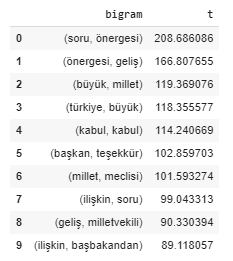 bigram t
0 (soru, önergesi) 208.686086
1 (önergesi, geliş) 166.807655
2 (büyük, millet) 119.369076
3 (türkiye, büyük) 118.355577
4 (kabul, kabul) 114.240669
5 (başkan, teşekkür) 102.859703
6 (millet, meclisi) 101.593274
7 (ilişkin, soru) 99.043313
8 (geliş, milletvekili) 90.330394
9 (ilişkin, başbakandan) 89.118057